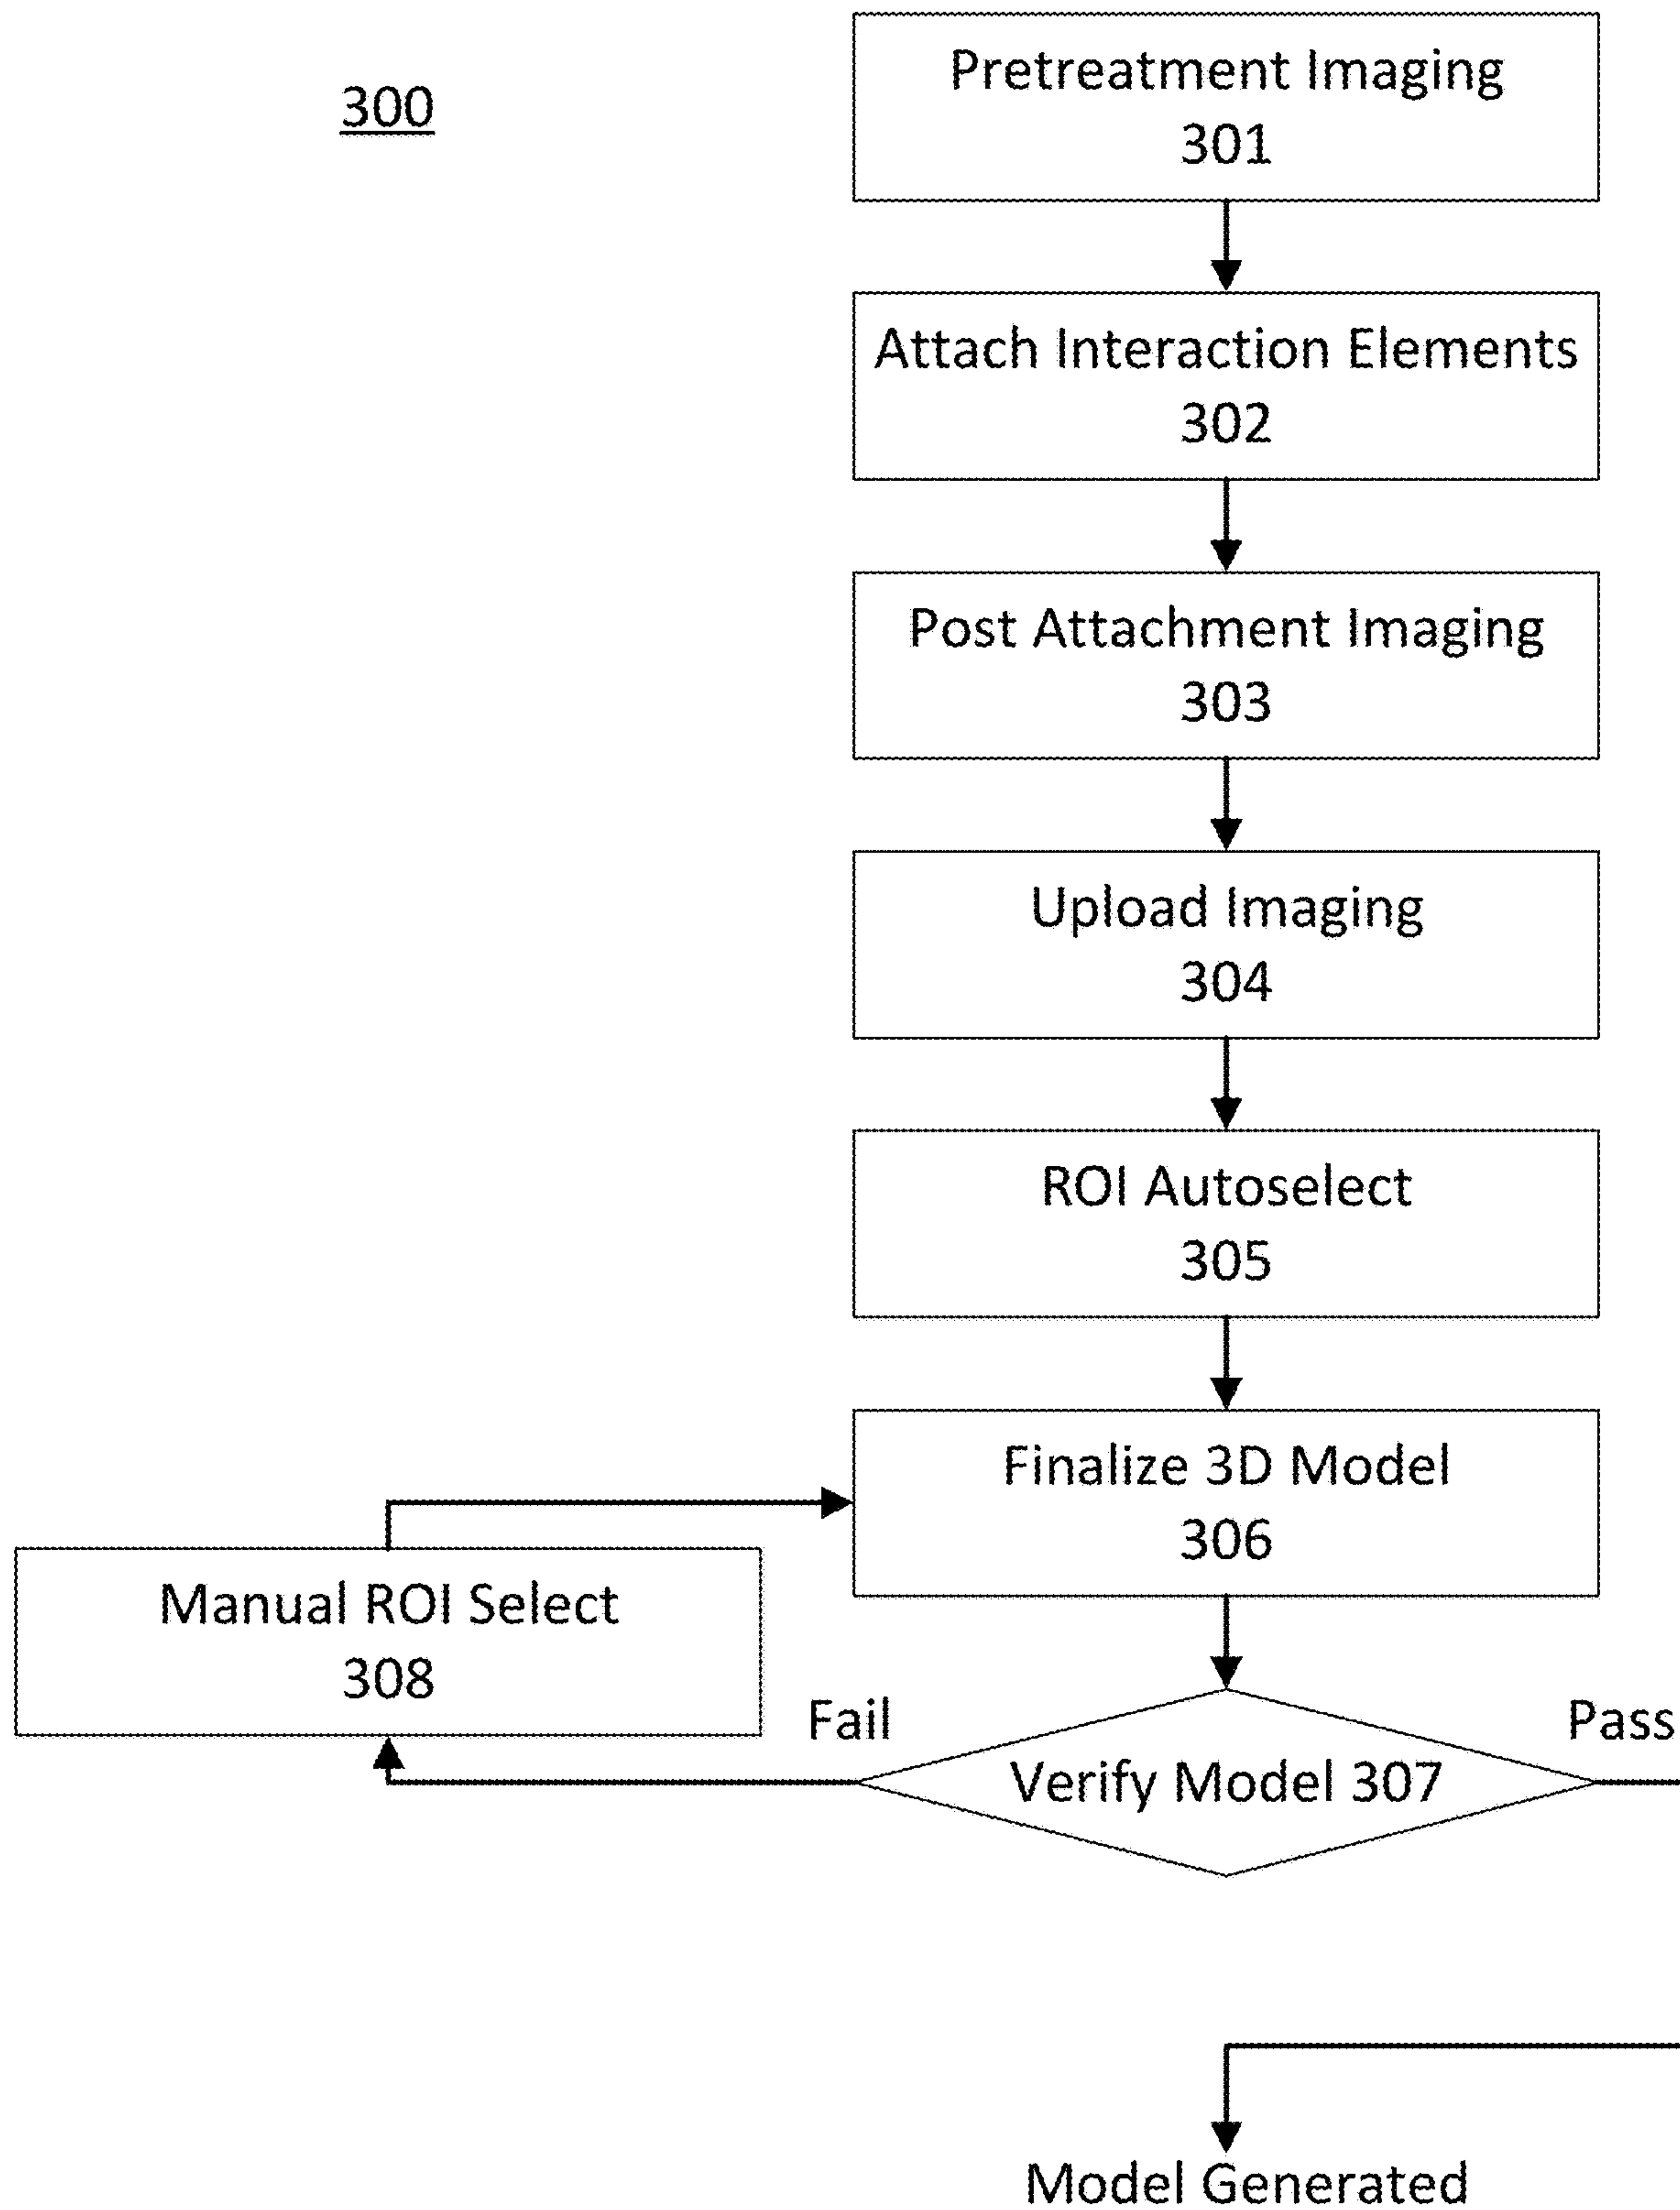 300
Pretreatment Imaging
301
Attach Interaction Elements
302
Post Attachment Imaging
303
Upload Imaging
304
ROI Autoselect
305
Finalize 3D Model
306
Manual ROI Select
308
Fail
Pass
Verify Model 307
Model Generated